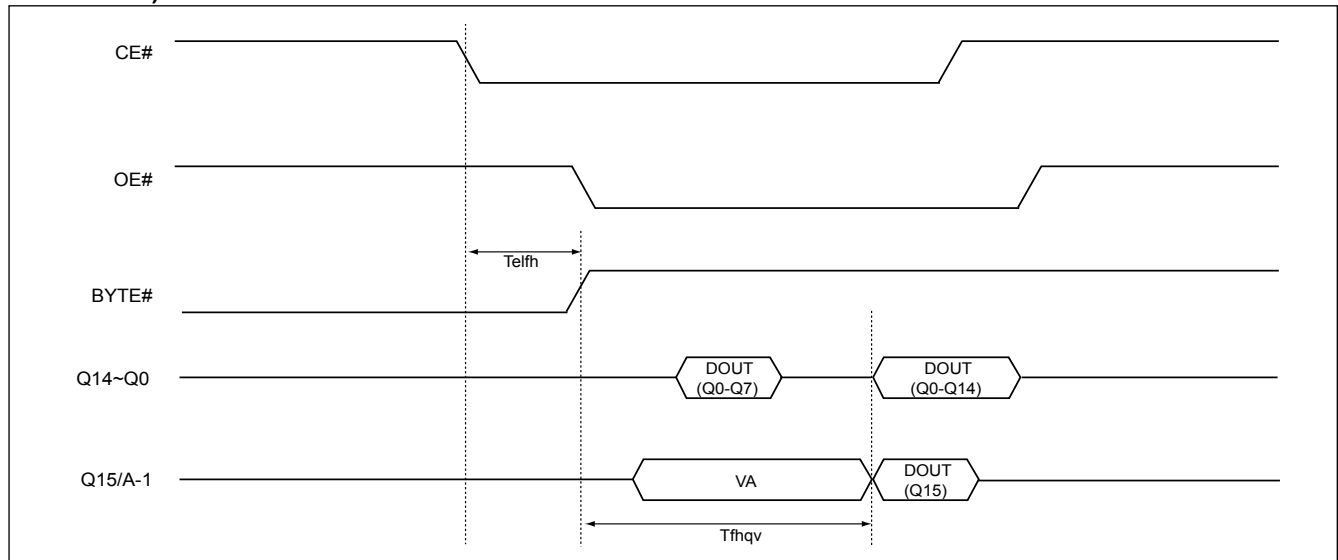 CE#
OE#
Telfh
BYTE#
Q14~Q0
DOUT
(Q0-Q7)
DOUT
(Q0-Q14)
Q15/A-1
VA
DOUT
(Q15)
Tfhqv